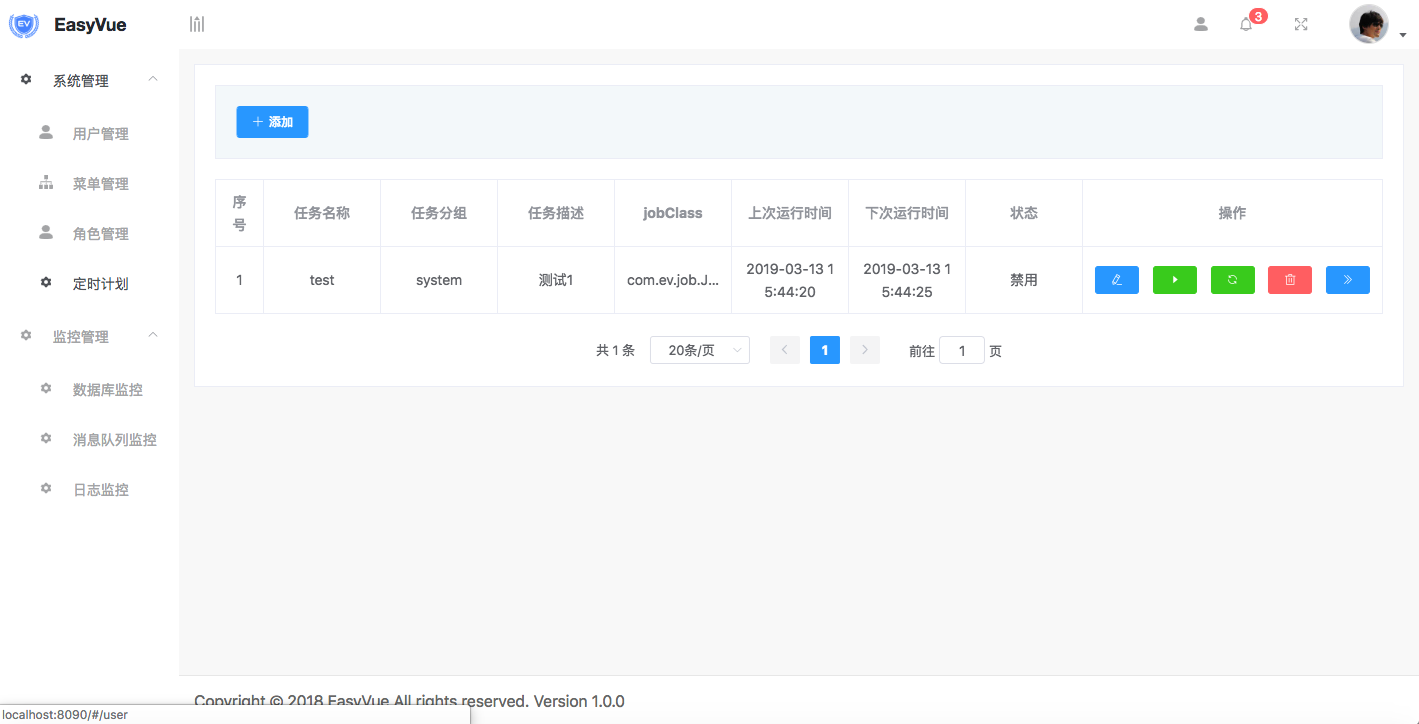 EV
EasyVue
3
系统管理
用户管理
菜单管理
角色管理
定时计划
监控管理
数据库监控
消息队列监控
日志监控
添加
序号
任务名称
任务分组
任务描述
jobClass
上次运行时间
下次运行时间
状态
操作
1
test
system
测试1
com.ev.job.J...
2019-03-13 1
5:44:20
2019-03-13 1
5:44:25
禁用
共 1 条
20条/页
1
前往
1
页
Copyright © 2018 EasyVue All rights reserved. Version 1.0.0
localhost:8090/#/user